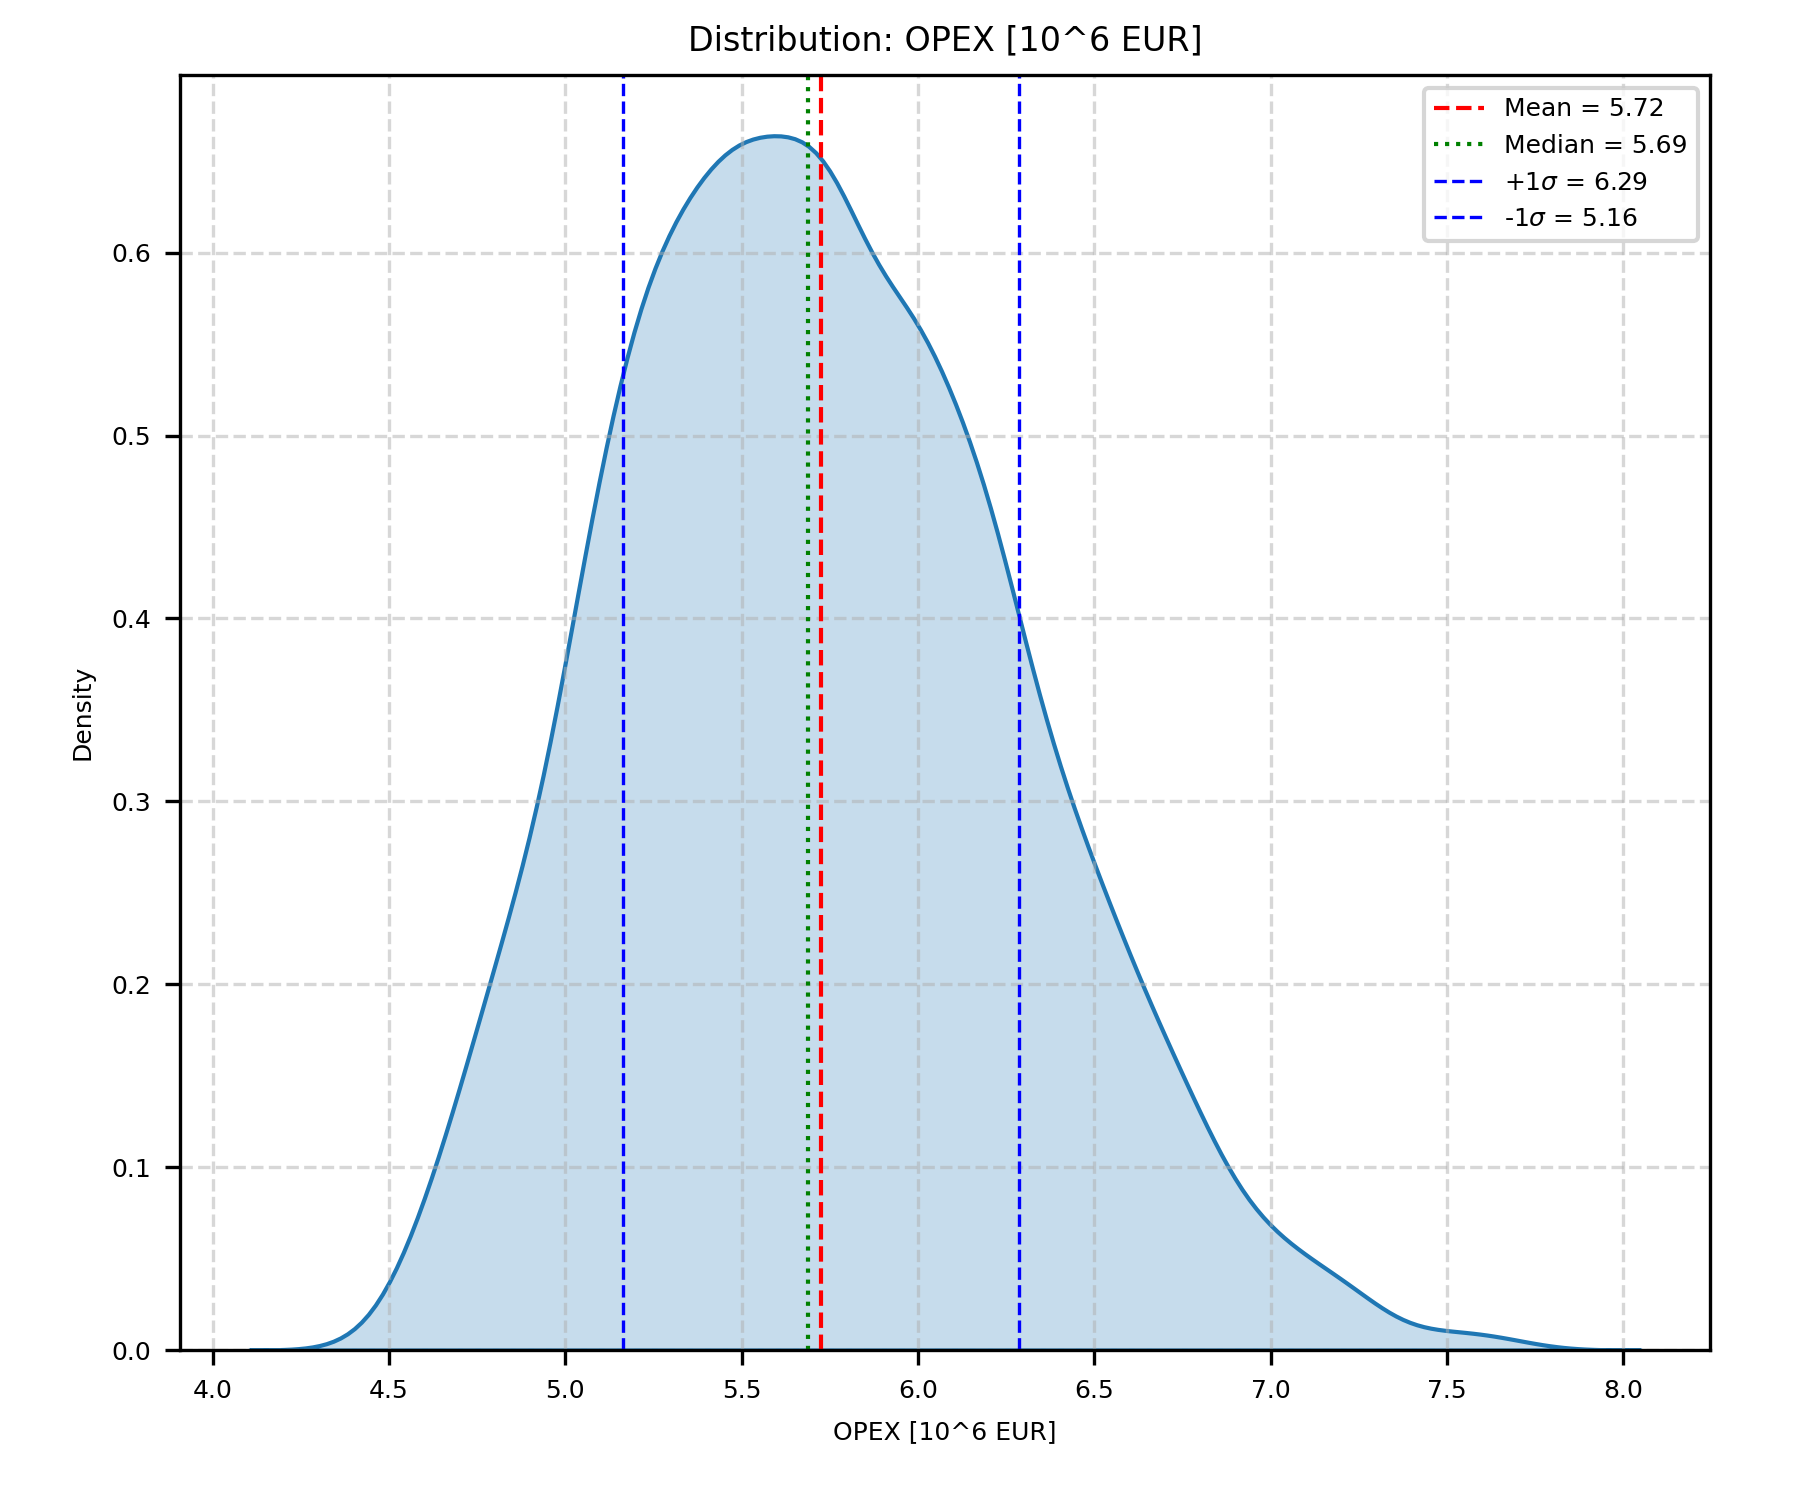 Distribution: OPEX [10^6 EUR]
Mean = 5.72
Median = 5.69
+1σ = 6.29
-1σ = 5.16
0.6
0.5
0.4
0.3
0.2
0.1
0.0
Density
4.0 4.5 5.0 5.5 6.0 6.5 7.0 7.5 8.0
OPEX [10^6 EUR]